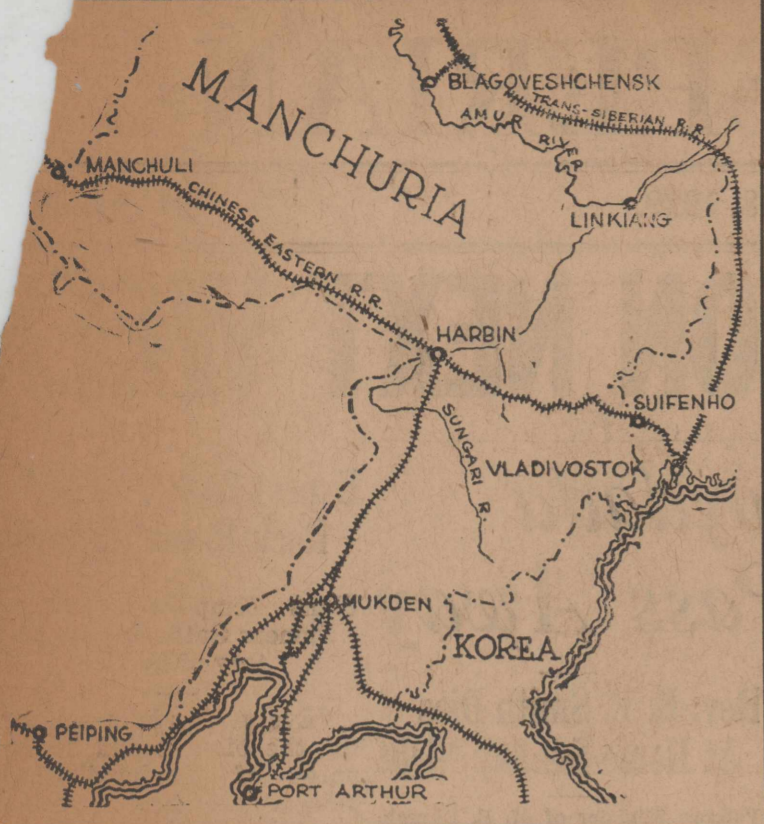 MANCHURIA
BLAGOVESHCHENSK
TRANS-SIBERIAN R.R.
AMUR RIVER
MANCHULI
CHINESE EASTERN R.R.
LINKIANG
HARBIN
SUIFENHO
SUNGARI R.
VLADIVOSTOK
MUKDEN
KOREA
PEIPING
PORT ARTHUR